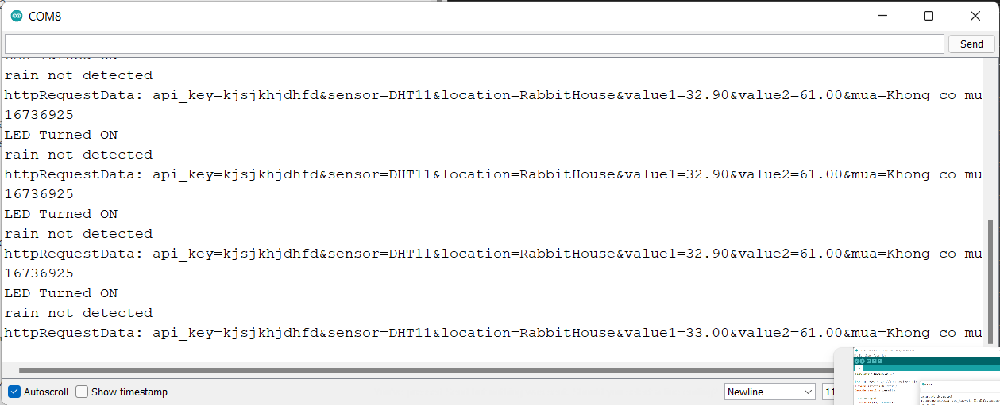 COM8
Send
LED Turned ON
rain not detected
httpRequestData: api_key=kjsjkhjdhfd&sensor=DHT11&location=RabbitHouse&value1=32.90&value2=61.00&mua=Khong co mu
16736925
LED Turned ON
rain not detected
httpRequestData: api_key=kjsjkhjdhfd&sensor=DHT11&location=RabbitHouse&value1=32.90&value2=61.00&mua=Khong co mu
16736925
LED Turned ON
rain not detected
httpRequestData: api_key=kjsjkhjdhfd&sensor=DHT11&location=RabbitHouse&value1=32.90&value2=61.00&mua=Khong co mu
16736925
LED Turned ON
rain not detected
httpRequestData: api_key=kjsjkhjdhfd&sensor=DHT11&location=RabbitHouse&value1=33.00&value2=61.00&mua=Khong co mu
Autoscroll Show timestamp Newline 11